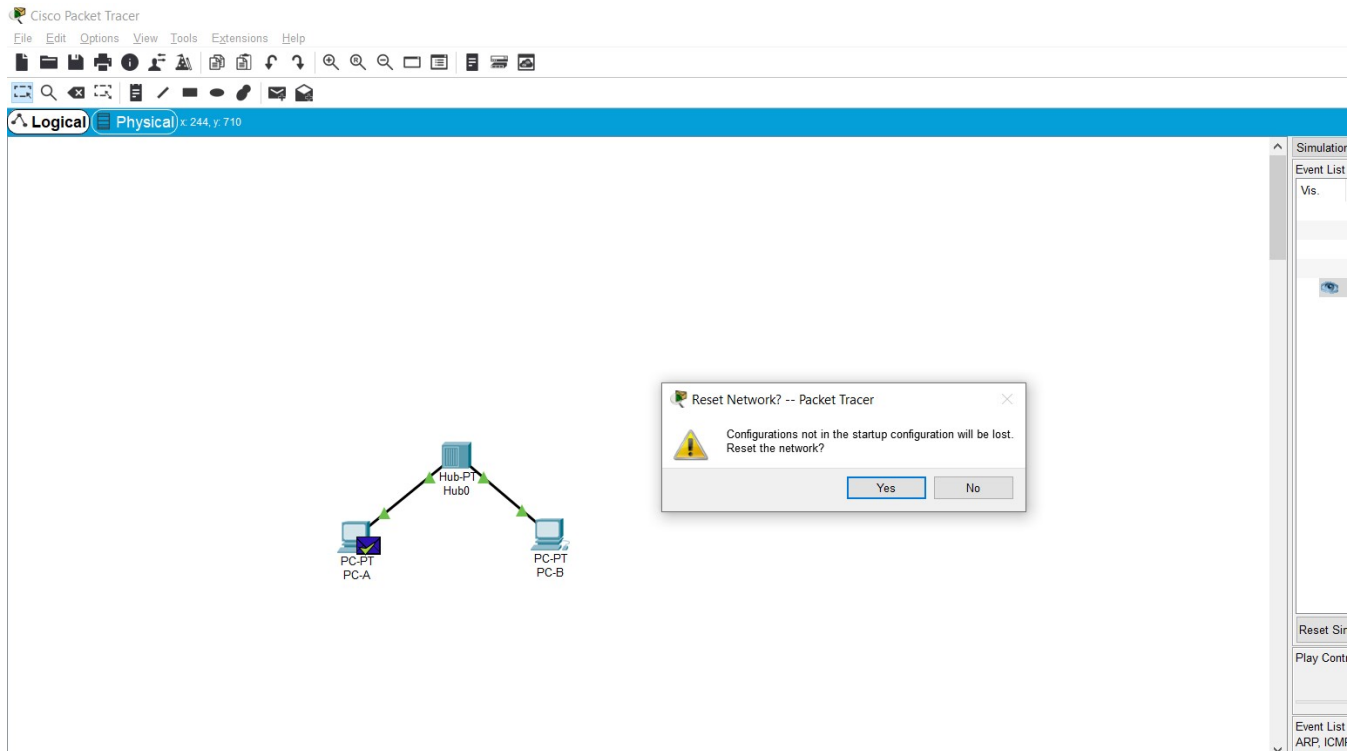 Cisco Packet Tracer
File Edit Options View Tools Extensions Help
Logical Physical x: 244, y: 710
Simulation
Event List
Vis.
Reset Network? -- Packet Tracer
Configurations not in the startup configuration will be lost.
Reset the network?
Yes No
Hub-PT
Hub0
PC-PT
PC-A
PC-PT
PC-B
Reset Sim
Play Contr
Event List
ARP, ICMP